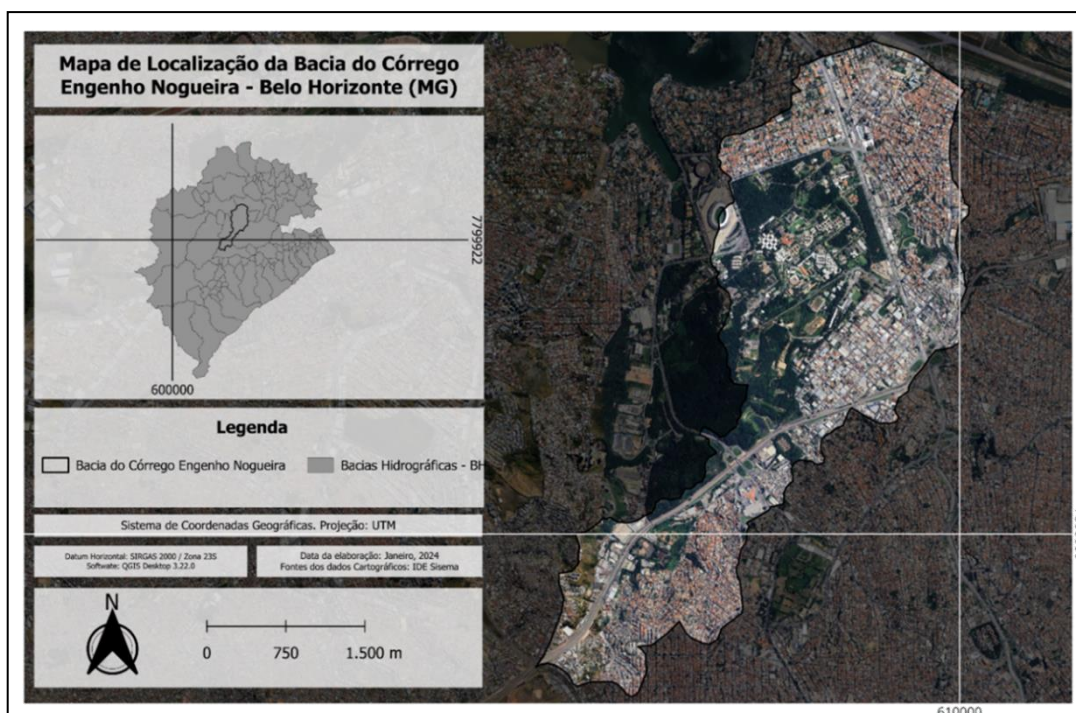 Mapa de Localização da Bacia do Córrego
Engenho Nogueira - Belo Horizonte (MG)
7799922
600000
Legenda
Bacia do Córrego Engenho Nogueira
Bacias Hidrográficas - BH
Sistema de Coordenadas Geográficas. Projeção: UTM
Datum Horizontal: SIRGAS 2000 / Zona 23S
Software: QGIS Desktop 3.22.0
Data da elaboração: Janeiro, 2024
Fontes dos dados Cartográficos: IDE Sisema
N
0 750 1.500 m
610000